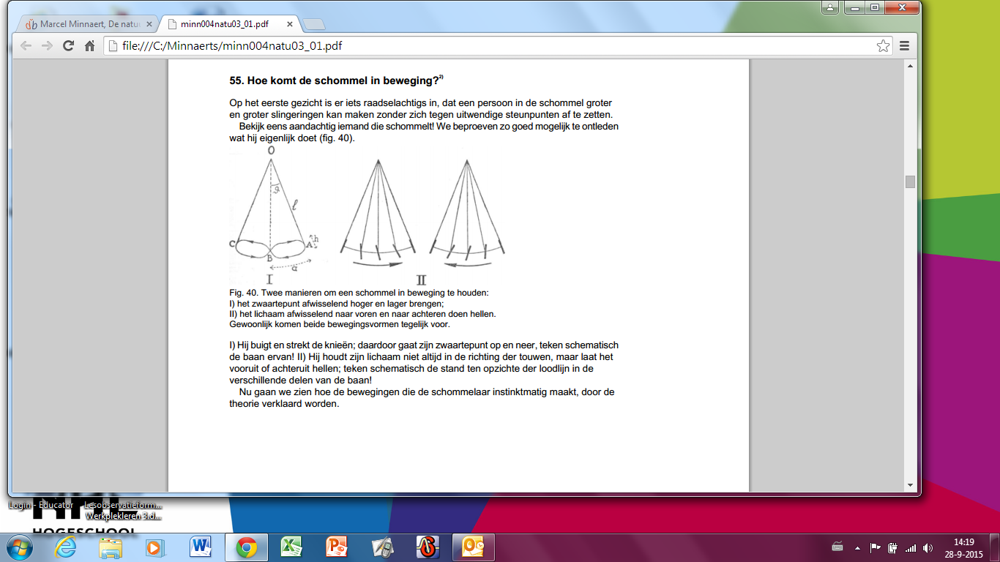 Marcel Minnaert, De natu
minn004natu03_01.pdf
file:///C:/Minnaerts/minn004natu03_01.pdf
55. Hoe komt de schommel in beweging?2)
Op het eerste gezicht is er iets raadselachtigs in, dat een persoon in de schommel groter
en groter slingeringen kan maken zonder zich tegen uitwendige steunpunten af te zetten.
Bekijk eens aandachtig iemand die schommelt! We beproeven zo goed mogelijk te ontleden
wat hij eigenlijk doet (fig. 40).
O
ϑ
l
C
A
h
B
a
I
II
Fig. 40. Twee manieren om een schommel in beweging te houden:
I) het zwaartepunt afwisselend hoger en lager brengen;
II) het lichaam afwisselend naar voren en naar achteren doen hellen.
Gewoonlijk komen beide bewegingsvormen tegelijk voor.
I) Hij buigt en strekt de knieën; daardoor gaat zijn zwaartepunt op en neer, teken schematisch
de baan ervan! II) Hij houdt zijn lichaam niet altijd in de richting der touwen, maar laat het
vooruit of achteruit hellen; teken schematisch de stand ten opzichte der loodlijn in de
verschillende delen van de baan!
Nu gaan we zien hoe de bewegingen die de schommelaar instinktmatig maakt, door de
theorie verklaard worden.
Login - Educator
Lesobservatieform...
Werkplekleren 3.d...
HOGESCHOOL
14:19
28-9-2015